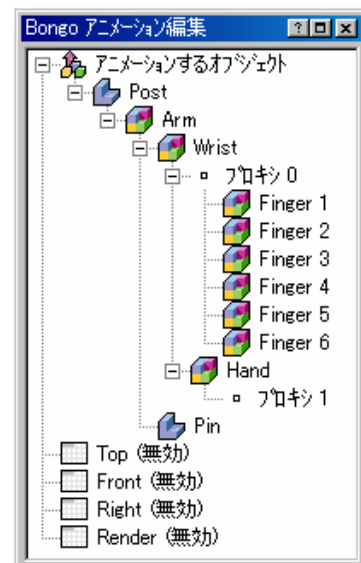 Bongo アニメーション編集
アニメーションするオブジェクト
Post
Arm
Wrist
プロキシ 0
Finger 1
Finger 2
Finger 3
Finger 4
Finger 5
Finger 6
Hand
プロキシ 1
Pin
Top (無効)
Front (無効)
Right (無効)
Render (無効)